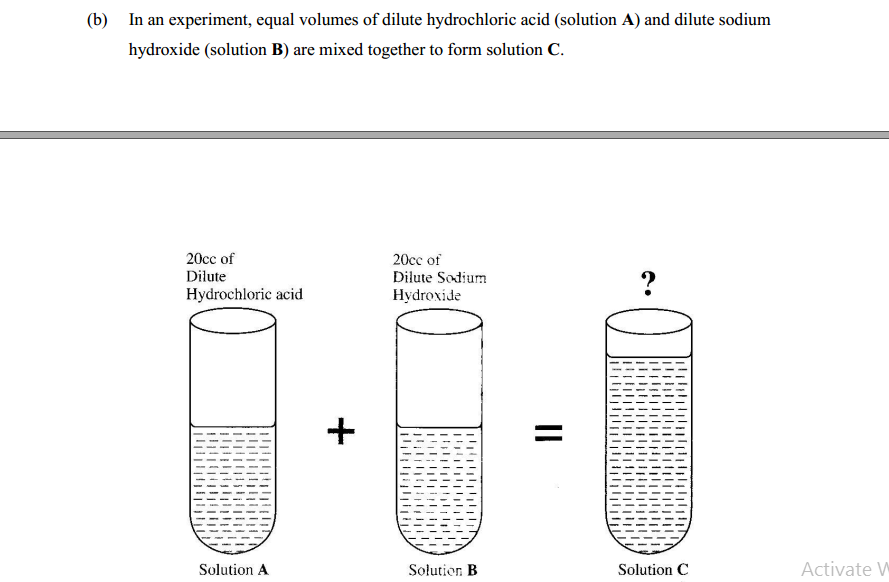 (b) In an experiment, equal volumes of dilute hydrochloric acid (solution A) and dilute sodium
hydroxide (solution B) are mixed together to form solution C.
20cc of
Dilute
Hydrochloric acid
20cc of
Dilute Sodium
Hydroxide
?
+
=
Solution A
Solution B
Solution C
Activate W